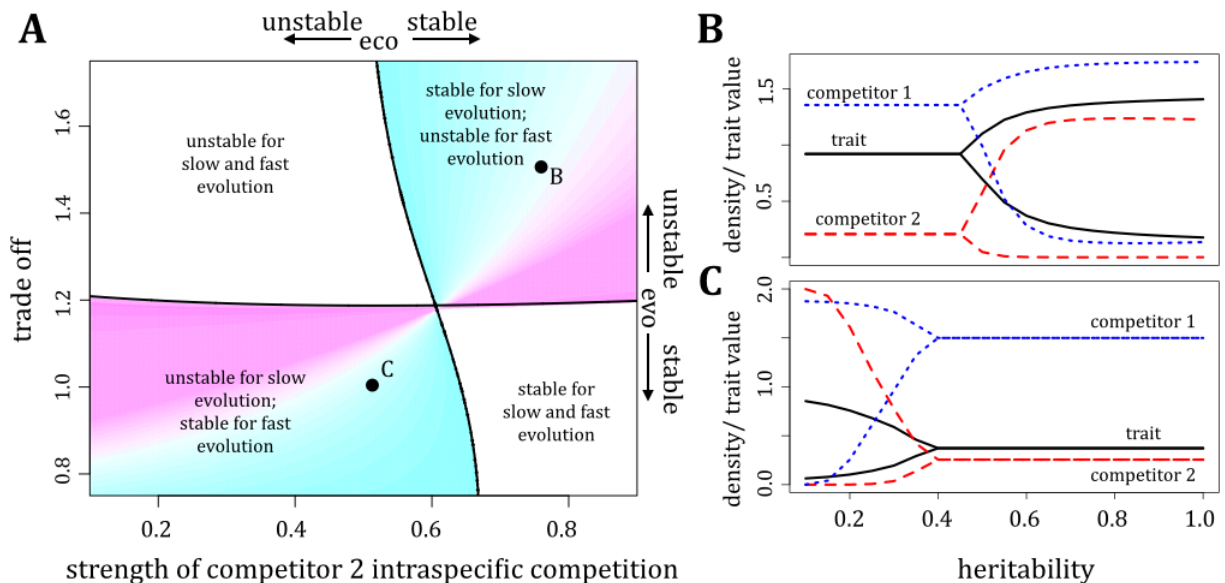 A
unstable stable
eco
unstable for
slow and fast
evolution
stable for slow
evolution;
unstable for fast
evolution
B
unstable for slow
evolution;
stable for fast
evolution
C
stable for
slow and fast
evolution
unstable
evo
stable
trade off
0.8
1.0
1.2
1.4
1.6
0.2
0.4
0.6
0.8
strength of competitor 2 intraspecific competition
B
competitor 1
trait
competitor 2
density/ trait value
0.5
1.5
C
competitor 1
trait
competitor 2
density/ trait value
0.0
1.0
2.0
0.2
0.4
0.6
0.8
1.0
heritability